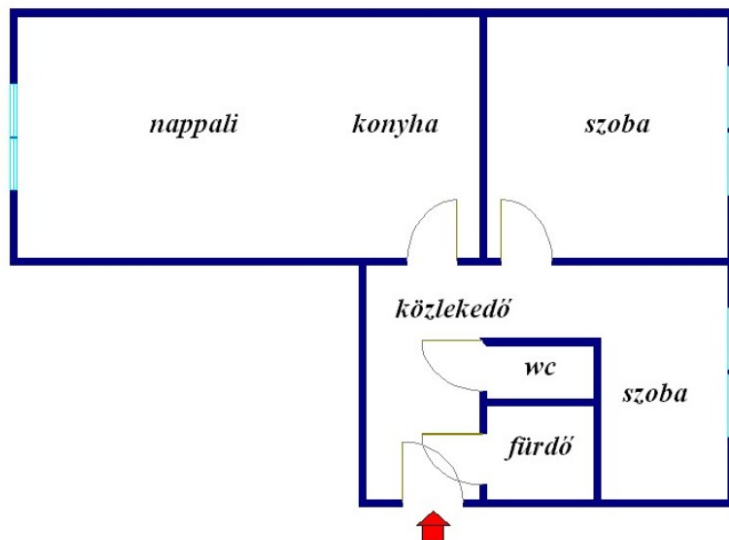 nappali
konyha
szoba
közlekedő
wc
szoba
fürdő